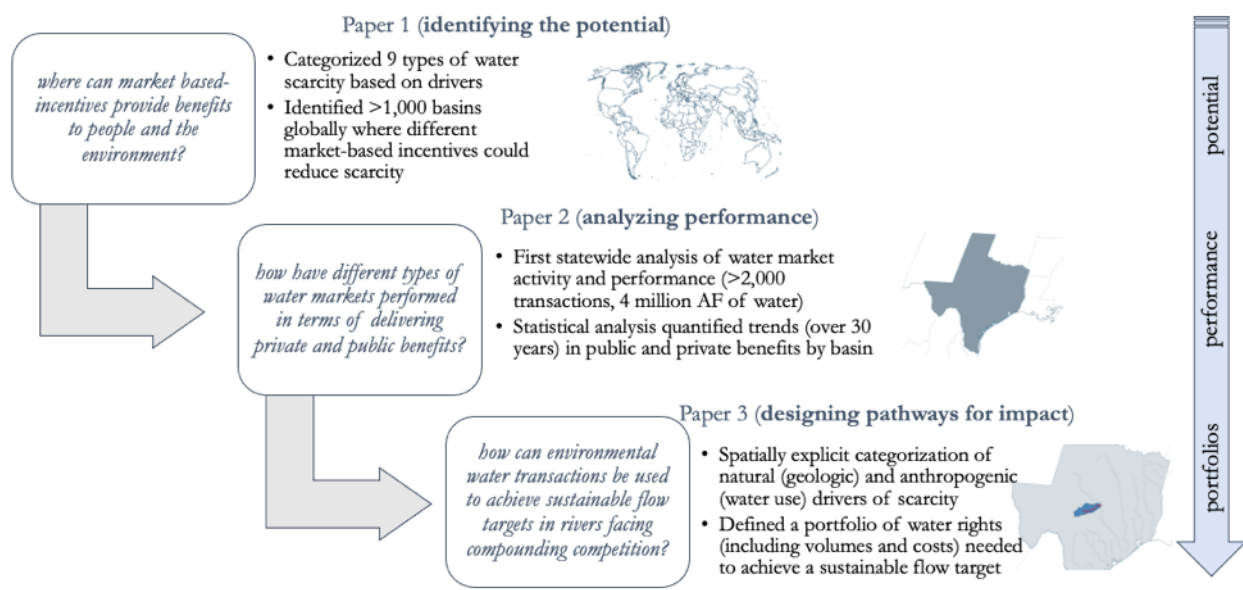 Paper 1 (identifying the potential)
where can market based-
incentives provide benefits
to people and the
environment?
• Categorized 9 types of water
scarcity based on drivers
• Identified >1,000 basins
globally where different
market-based incentives could
reduce scarcity
potential
Paper 2 (analyzing performance)
how have different types of
water markets performed
in terms of delivering
private and public benefits?
• First statewide analysis of water market
activity and performance (>2,000
transactions, 4 million AF of water)
• Statistical analysis quantified trends (over 30
years) in public and private benefits by basin
performance
Paper 3 (designing pathways for impact)
how can environmental
water transactions be used
to achieve sustainable flow
targets in rivers facing
compounding competition?
• Spatially explicit categorization of
natural (geologic) and anthropogenic
(water use) drivers of scarcity
• Defined a portfolio of water rights
(including volumes and costs) needed
to achieve a sustainable flow target
portfolios